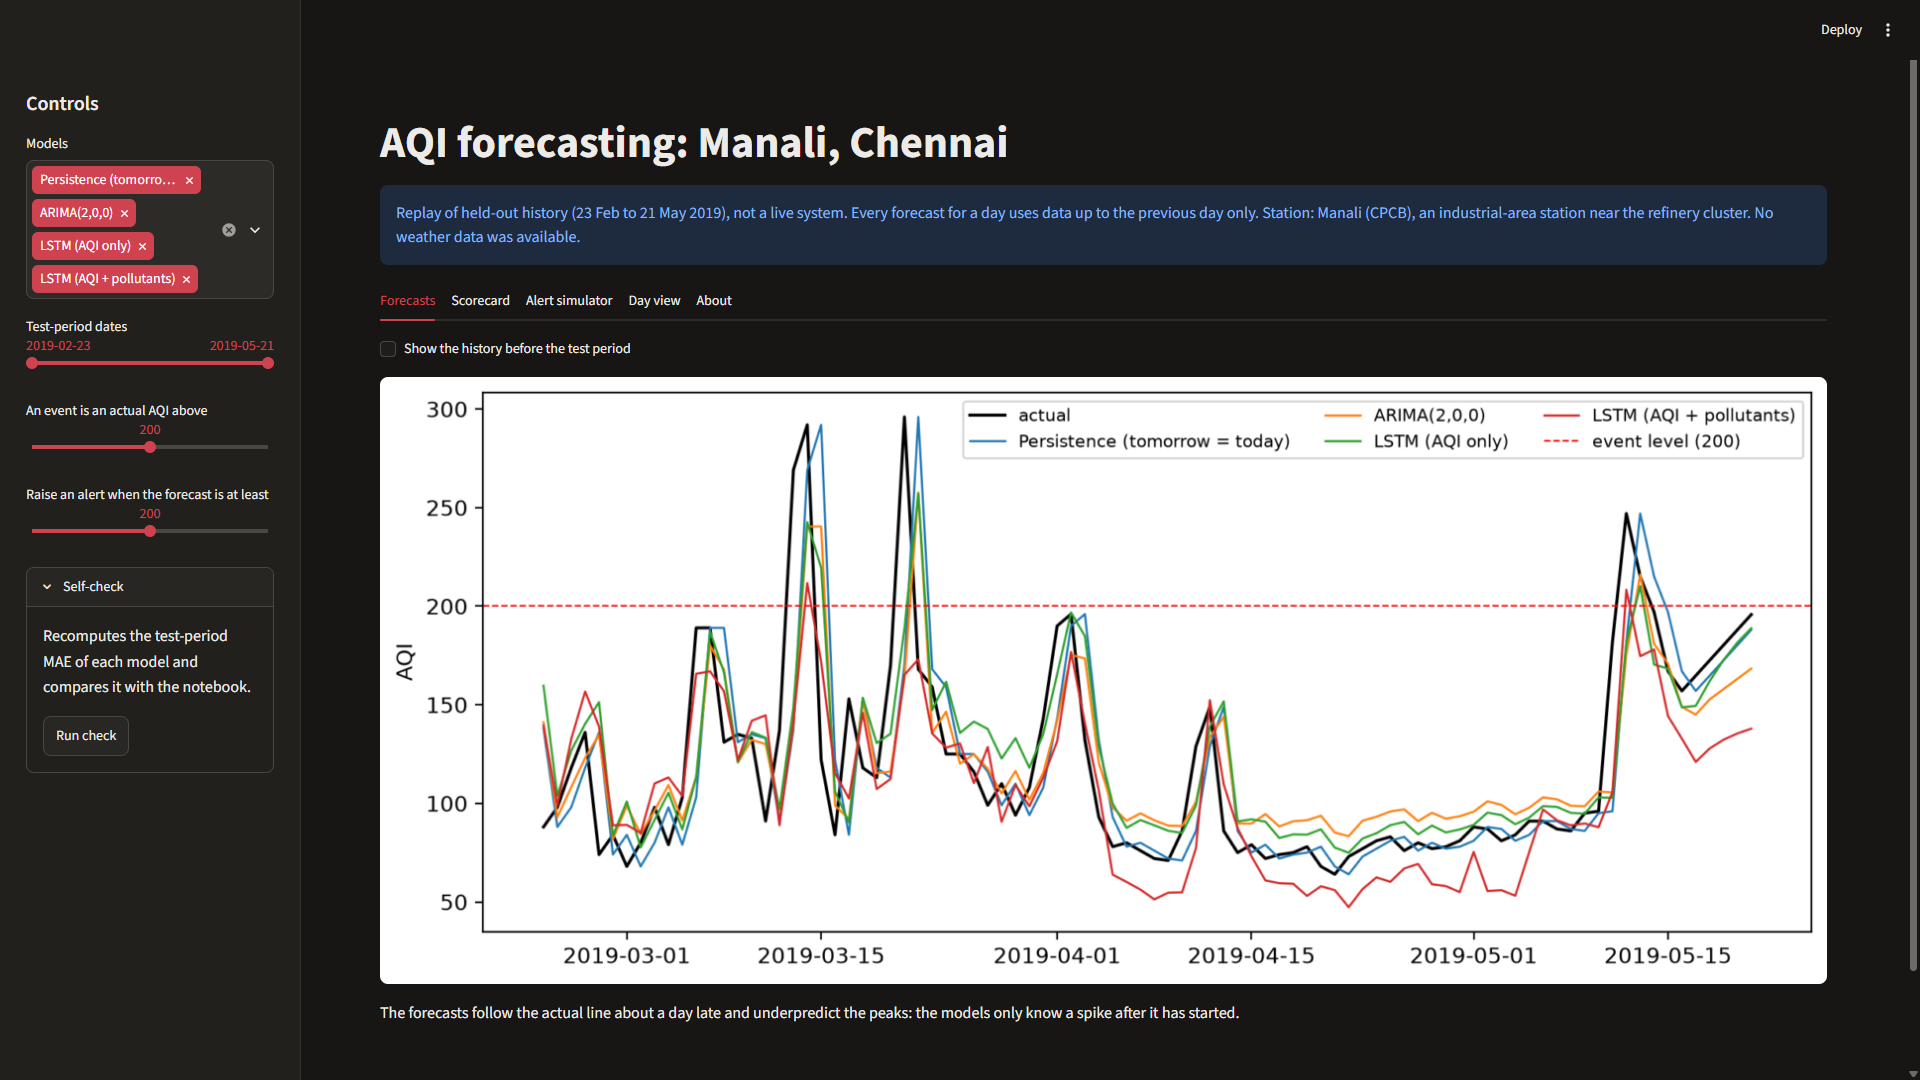 Deploy
Controls
Models
Persistence (tomorro...
ARIMA(2,0,0)
LSTM (AQI only)
LSTM (AQI + pollutants)
Test-period dates
2019-02-23 2019-05-21
An event is an actual AQI above
200
Raise an alert when the forecast is at least
200
Self-check
Recomputes the test-period
MAE of each model and
compares it with the notebook.
Run check
AQI forecasting: Manali, Chennai
Replay of held-out history (23 Feb to 21 May 2019), not a live system. Every forecast for a day uses data up to the previous day only. Station: Manali (CPCB), an industrial-area station near the refinery cluster. No
weather data was available.
Forecasts Scorecard Alert simulator Day view About
Show the history before the test period
actual ARIMA(2,0,0) LSTM (AQI + pollutants)
Persistence (tomorrow = today) LSTM (AQI only) event level (200)
300
250
200
150
100
50
AQI
2019-03-01 2019-03-15 2019-04-01 2019-04-15 2019-05-01 2019-05-15
The forecasts follow the actual line about a day late and underpredict the peaks: the models only know a spike after it has started.